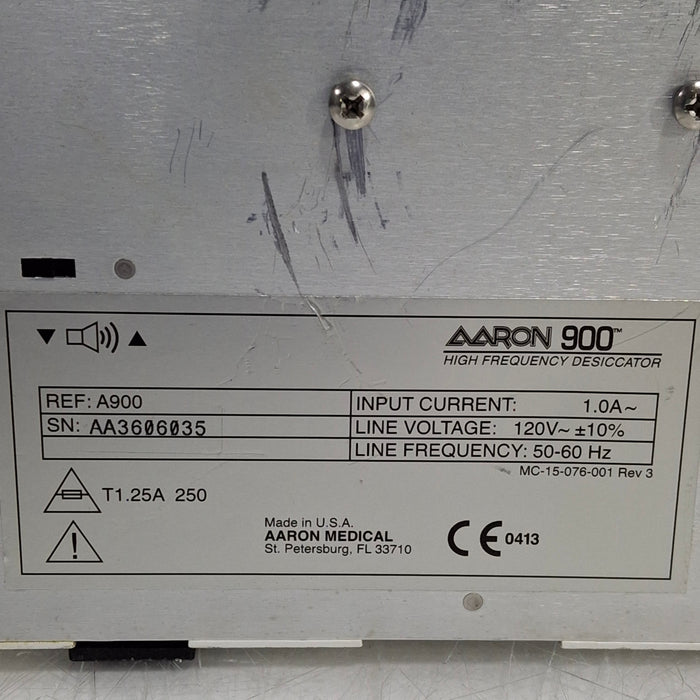 AARON 900™
HIGH FREQUENCY DESICCATOR
REF: A900
INPUT CURRENT: 1.0A~
SN: AA3606035
LINE VOLTAGE: 120V~ ±10%
LINE FREQUENCY: 50-60 Hz
MC-15-076-001 Rev 3
T1.25A 250
Made in U.S.A.
AARON MEDICAL
St. Petersburg, FL 33710
CE 0413